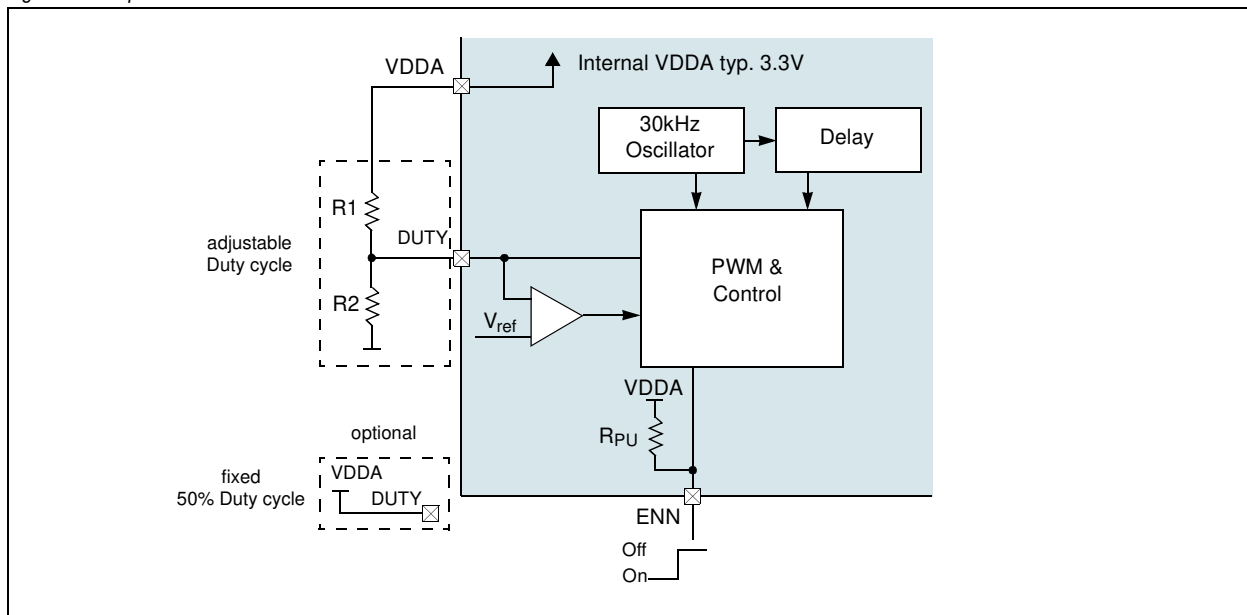 VDDA
Internal VDDA typ. 3.3V
30kHz
Oscillator
Delay
R1
adjustable
Duty cycle
DUTY
PWM &
Control
R2
Vref
VDDA
RPU
optional
fixed
50% Duty cycle
VDDA
DUTY
ENN
Off
On